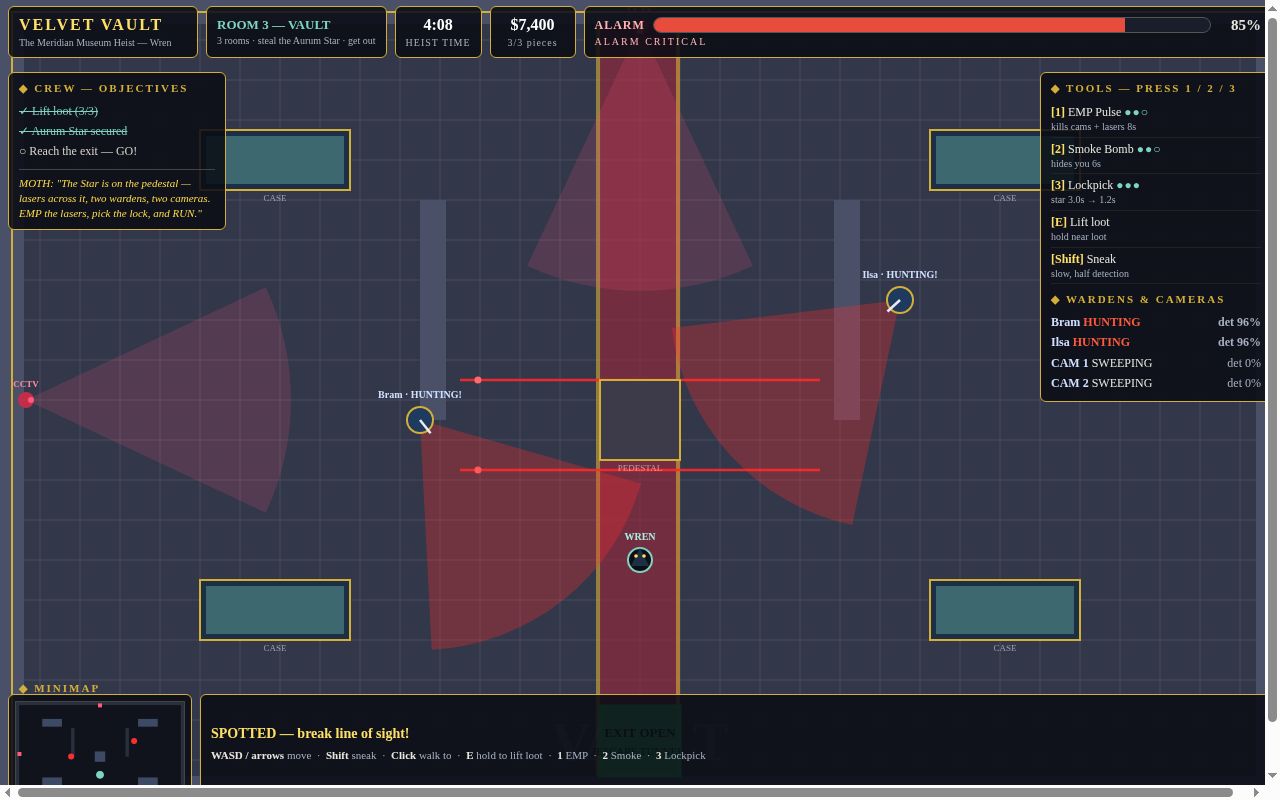 VELVET VAULT
The Meridian Museum Heist — Wren
ROOM 3 — VAULT
3 rooms · steal the Aurum Star · get out
4:08
HEIST TIME
$7,400
3/3 pieces
ALARM
85%
ALARM CRITICAL
◆ CREW — OBJECTIVES
✓ Lift loot (3/3)
✓ Aurum Star secured
○ Reach the exit — GO!
MOTH: "The Star is on the pedestal —
lasers across it, two wardens, two cameras.
EMP the lasers, pick the lock, and RUN."
◆ TOOLS — PRESS 1 / 2 / 3
[1] EMP Pulse ●●○
kills cams + lasers 8s
[2] Smoke Bomb ●●○
hides you 6s
[3] Lockpick ●●●
star 3.0s → 1.2s
[E] Lift loot
hold near loot
[Shift] Sneak
slow, half detection
◆ WARDENS & CAMERAS
Bram HUNTING det 96%
Ilsa HUNTING det 96%
CAM 1 SWEEPING det 0%
CAM 2 SWEEPING det 0%
CASE
CASE
Ilsa · HUNTING!
CCTV
Bram · HUNTING!
PEDESTAL
WREN
CASE
CASE
◆ MINIMAP
SPOTTED — break line of sight!
EXIT OPEN
WASD / arrows move · Shift sneak · Click walk to · E hold to lift loot · 1 EMP · 2 Smoke · 3 Lockpick